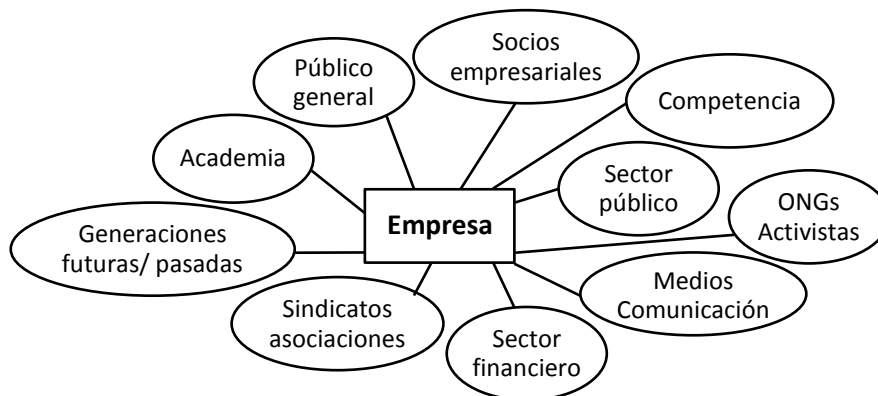 Socios
empresariales
Público
general
Competencia
Academia
Sector
público
ONGs
Activistas
Empresa
Generaciones
futuras/ pasadas
Medios
Comunicación
Sindicatos
asociaciones
Sector
financiero